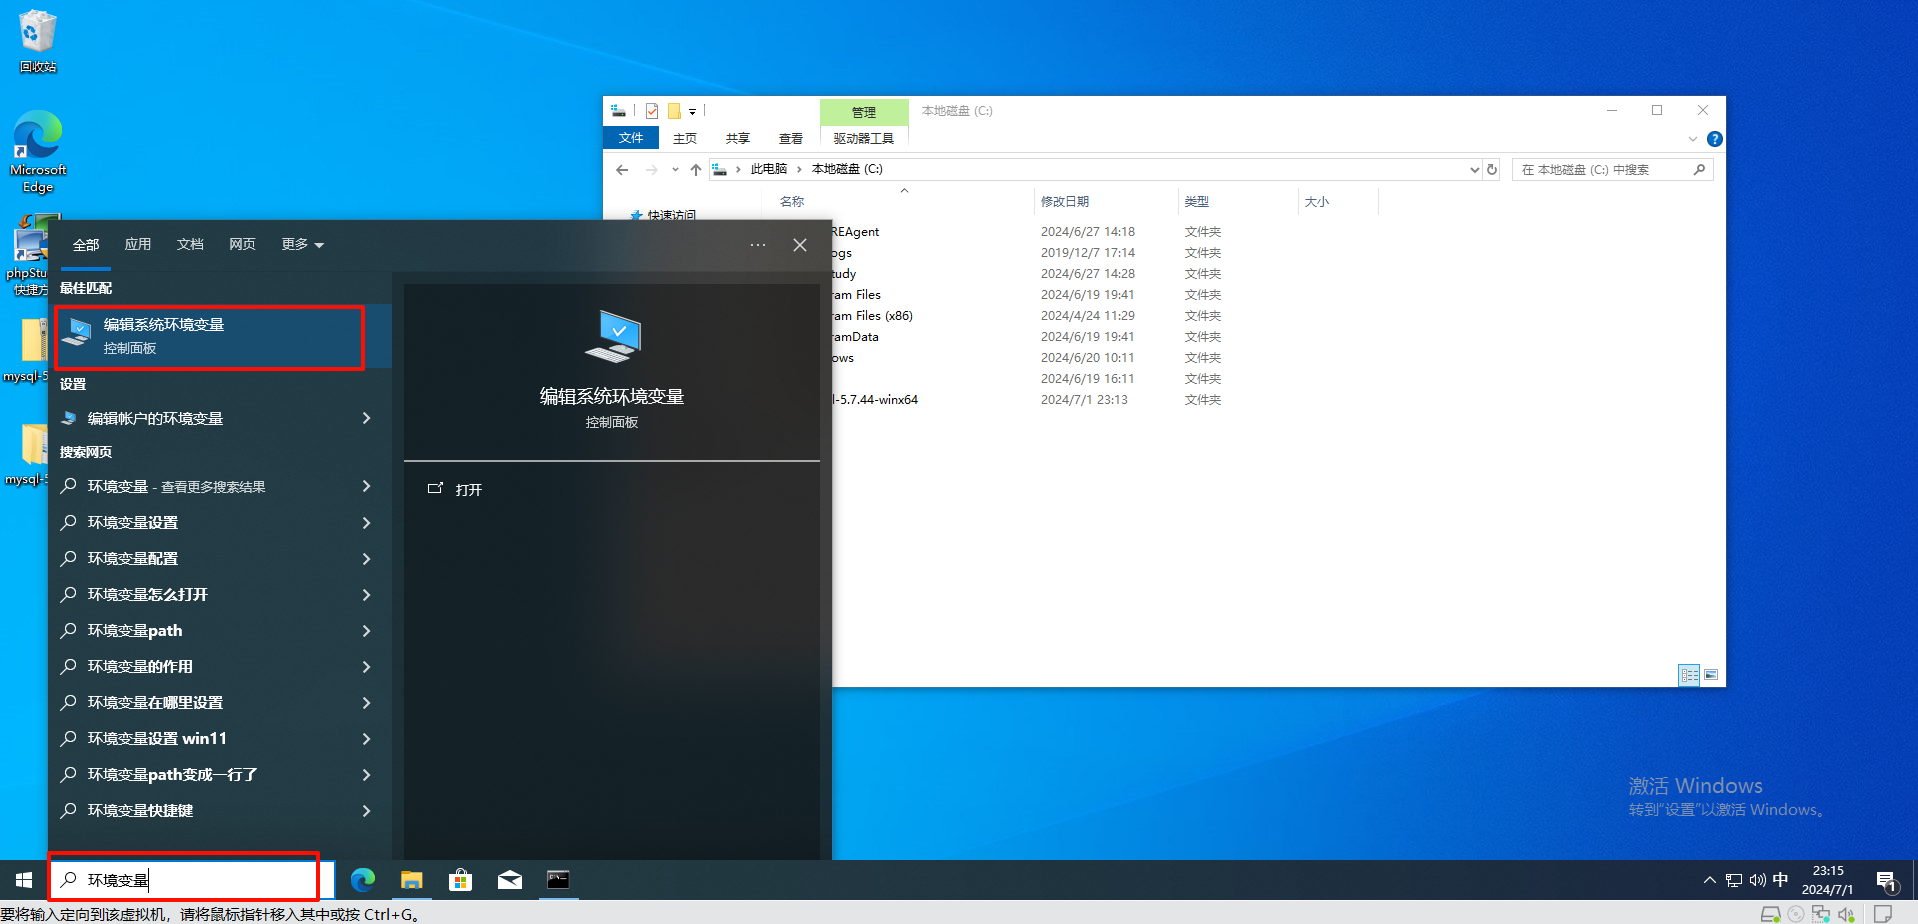 回收站
Microsoft
Edge
phpStu
快捷方
mysql-5
mysql-5
管理
本地磁盘 (C:)
文件
主页
共享
查看
驱动器工具
此电脑 › 本地磁盘 (C:)
在 本地磁盘 (C:) 中搜索
快速访问
名称
修改日期
类型
大小
REAgent 2024/6/27 14:18 文件夹
ogs 2019/12/7 17:14 文件夹
tudy 2024/6/27 14:28 文件夹
ram Files 2024/6/19 19:41 文件夹
ram Files (x86) 2024/4/24 11:29 文件夹
ramData 2024/6/19 19:41 文件夹
ows 2024/6/20 10:11 文件夹
2024/6/19 16:11 文件夹
l-5.7.44-winx64 2024/7/1 23:13 文件夹
全部 应用 文档 网页 更多
最佳匹配
编辑系统环境变量
控制面板
设置
编辑帐户的环境变量
搜索网页
环境变量 - 查看更多搜索结果
环境变量设置
环境变量配置
环境变量怎么打开
环境变量path
环境变量的作用
环境变量在哪里设置
环境变量设置 win11
环境变量path变成一行了
环境变量快捷键
编辑系统环境变量
控制面板
打开
激活 Windows
转到"设置"以激活 Windows。
环境变量
中
23:15
2024/7/1
1
要将输入定向到该虚拟机，请将鼠标指针移入其中或按 Ctrl+G。